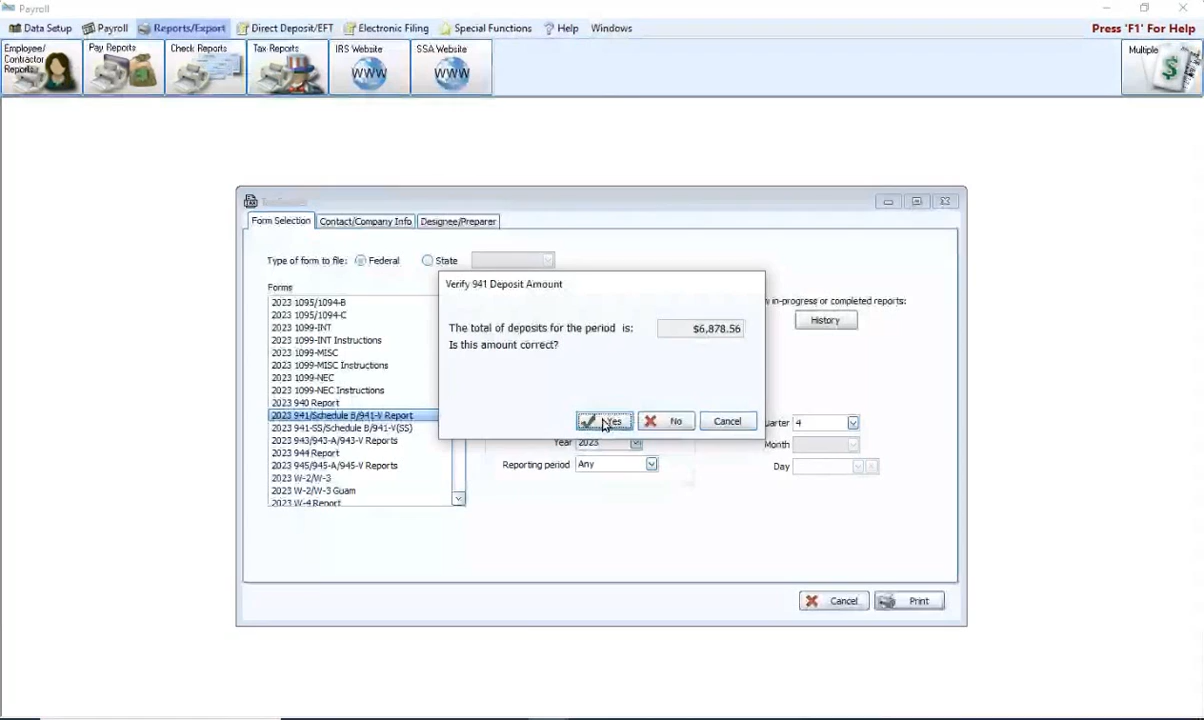 Payroll
Data Setup Payroll Reports/Export Direct Deposit/EFT Electronic Filing Special Functions Help Windows Press 'F1' For Help
Employee/
Contractor
Reports
Pay Reports
Check Reports
Tax Reports
IRS Website
WWW
SSA Website
WWW
Multiple
Form Selection Contact/Company Info Designee/Preparer
Type of form to file: Federal State
Forms
2023 1095/1094-B
2023 1095/1094-C
2023 1099-INT
2023 1099-INT Instructions
2023 1099-MISC
2023 1099-MISC Instructions
2023 1099-NEC
2023 1099-NEC Instructions
2023 940 Report
2023 941/Schedule B/941-V Report
2023 941-SS/Schedule B/941-V(SS)
2023 943/943-A/943-V Reports
2023 944 Report
2023 945/945-A/945-V Reports
2023 W-2/W-3
2023 W-2/W-3 Guam
2023 W-4 Report
Verify 941 Deposit Amount
The total of deposits for the period is: $6,878.56
Is this amount correct?
Yes No Cancel
in-progress or completed reports:
History
uarter 4
Year 2023 Month
Reporting period Any Day
Cancel Print